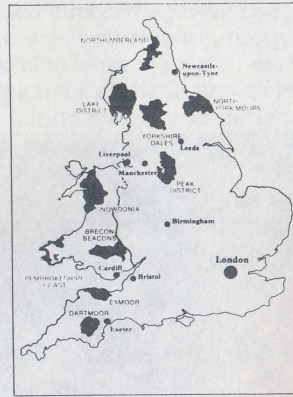 NORTHUMBERLAND
Newcastle-
upon-Tyne
LAKE
DISTRICT
NORTH
YORK MOURS
YORKSHIRE
DALES
Leeds
Liverpool
Manchester
PEAK
DISTRICT
SNOWDONIA
Birmingham
BRECON
BEACONS
London
PEMBROKESHIRE
COAST
Cardiff
Bristol
EXMOOR
DARTMOOR
Exeter